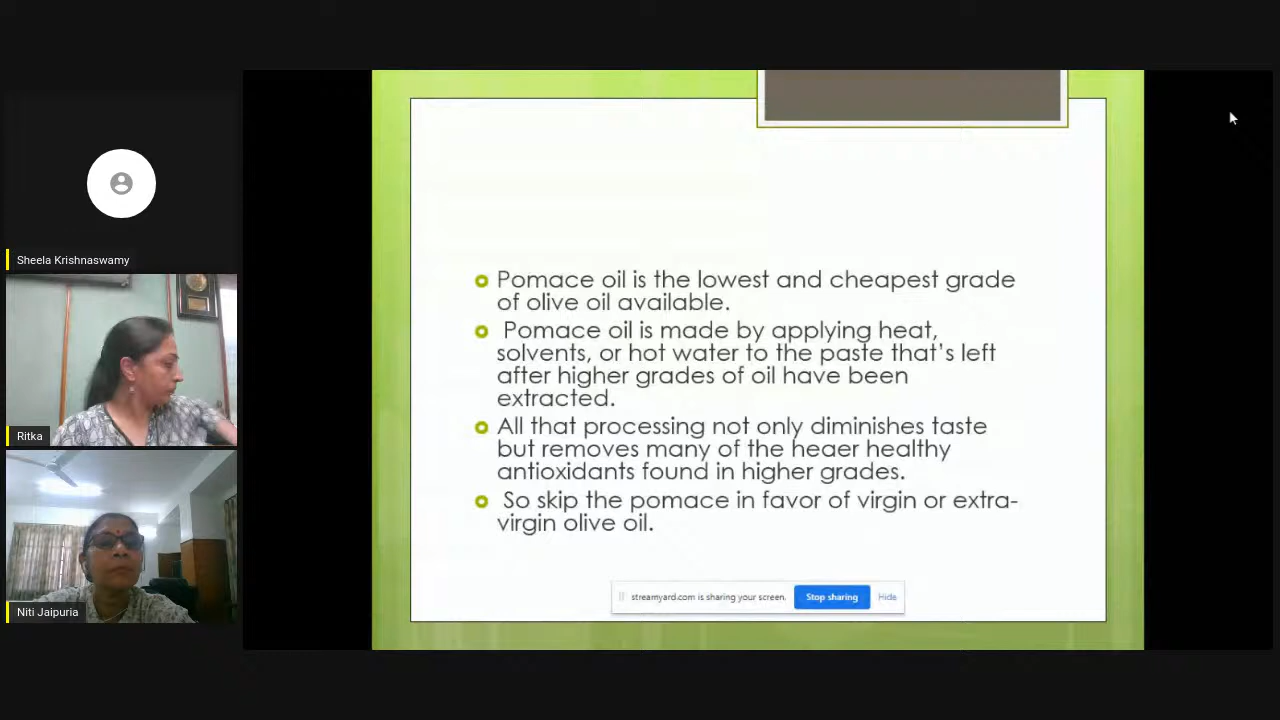 Sheela Krishnaswamy
Ritka
Niti Jaipuria
Pomace oil is the lowest and cheapest grade
of olive oil available.
Pomace oil is made by applying heat,
solvents, or hot water to the paste that's left
after higher grades of oil have been
extracted.
All that processing not only diminishes taste
but removes many of the heaer healthy
antioxidants found in higher grades.
So skip the pomace in favor of virgin or extra-
virgin olive oil.
streamyard.com is sharing your screen.
Stop sharing
Hide